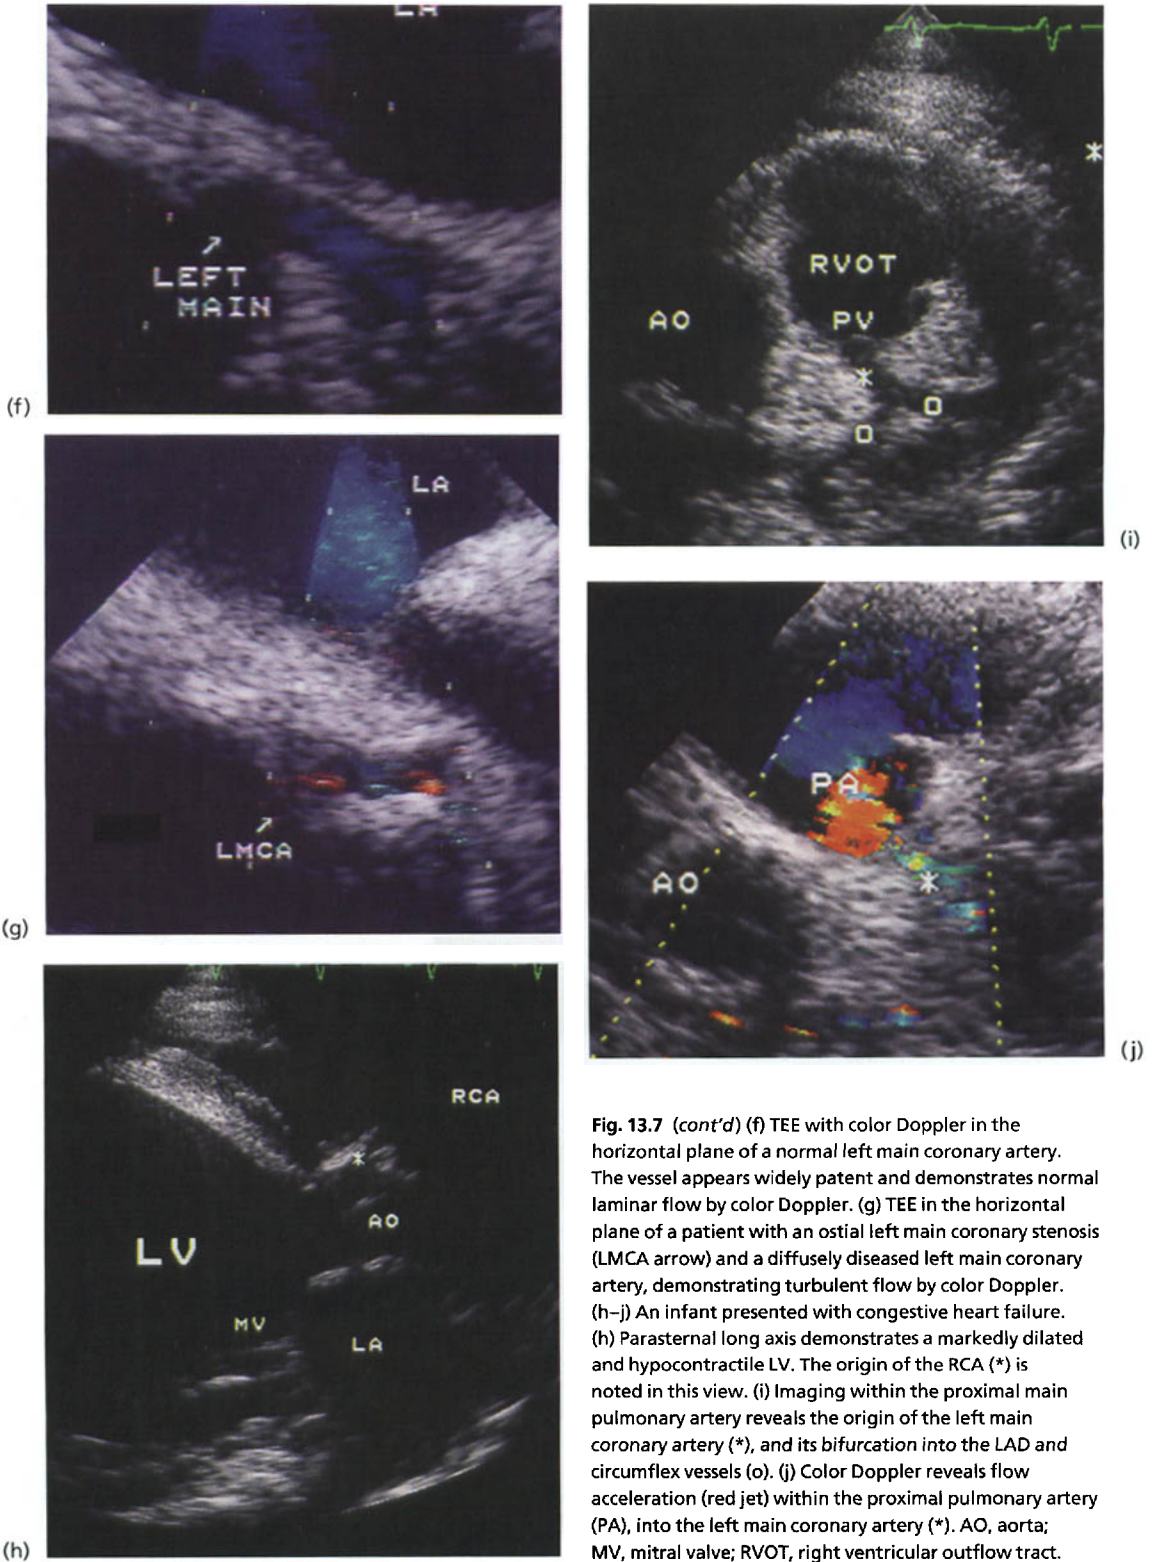 LA
LEFT
MAIN
(f)
LA
LMCA
(g)
RCA
*
AO
LV
MV
LA
(h)
*
RVOT
AO
PV
*
O
O
(i)
PA
AO
*
(j)
Fig. 13.7 (cont'd) (f) TEE with color Doppler in the
horizontal plane of a normal left main coronary artery.
The vessel appears widely patent and demonstrates normal
laminar flow by color Doppler. (g) TEE in the horizontal
plane of a patient with an ostial left main coronary stenosis
(LMCA arrow) and a diffusely diseased left main coronary
artery, demonstrating turbulent flow by color Doppler.
(h–j) An infant presented with congestive heart failure.
(h) Parasternal long axis demonstrates a markedly dilated
and hypocontractile LV. The origin of the RCA (*) is
noted in this view. (i) Imaging within the proximal main
pulmonary artery reveals the origin of the left main
coronary artery (*), and its bifurcation into the LAD and
circumflex vessels (o). (j) Color Doppler reveals flow
acceleration (red jet) within the proximal pulmonary artery
(PA), into the left main coronary artery (*). AO, aorta;
MV, mitral valve; RVOT, right ventricular outflow tract.